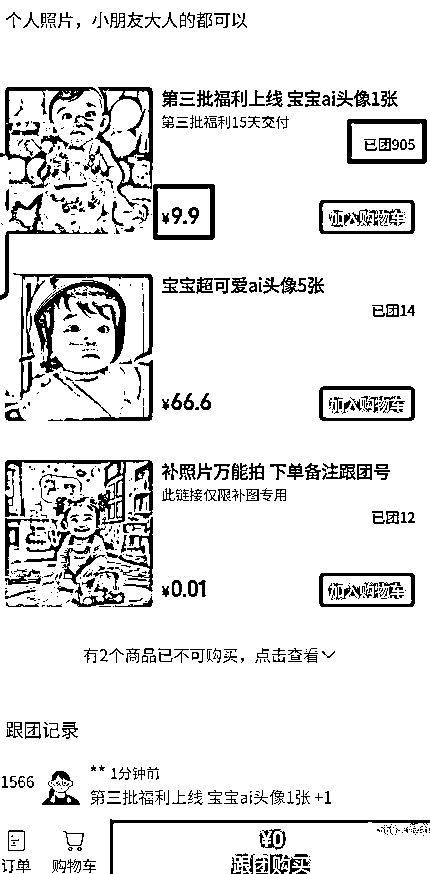 个人照片，小朋友大人的都可以
第三批福利上线 宝宝ai头像1张
第三批福利15天交付
已团905
¥9.9
加入购物车
宝宝超可爱ai头像5张
已团14
¥66.6
加入购物车
补照片万能拍 下单备注跟团号
此链接仅限补图专用
已团12
¥0.01
加入购物车
有2个商品已不可购买，点击查看
跟团记录
1566
** 1分钟前
第三批福利上线 宝宝ai头像1张 +1
订单
购物车
¥0
跟团购买